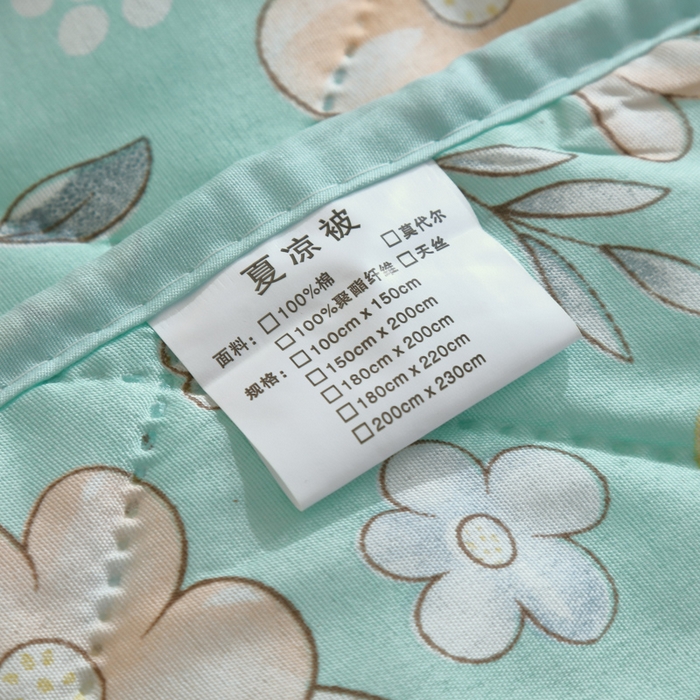 夏凉被
面料：□100%棉 □莫代尔
□100%聚酯纤维 □天丝
规格：□100cm x 150cm
□150cm x 200cm
□180cm x 200cm
□180cm x 220cm
□200cm x 230cm